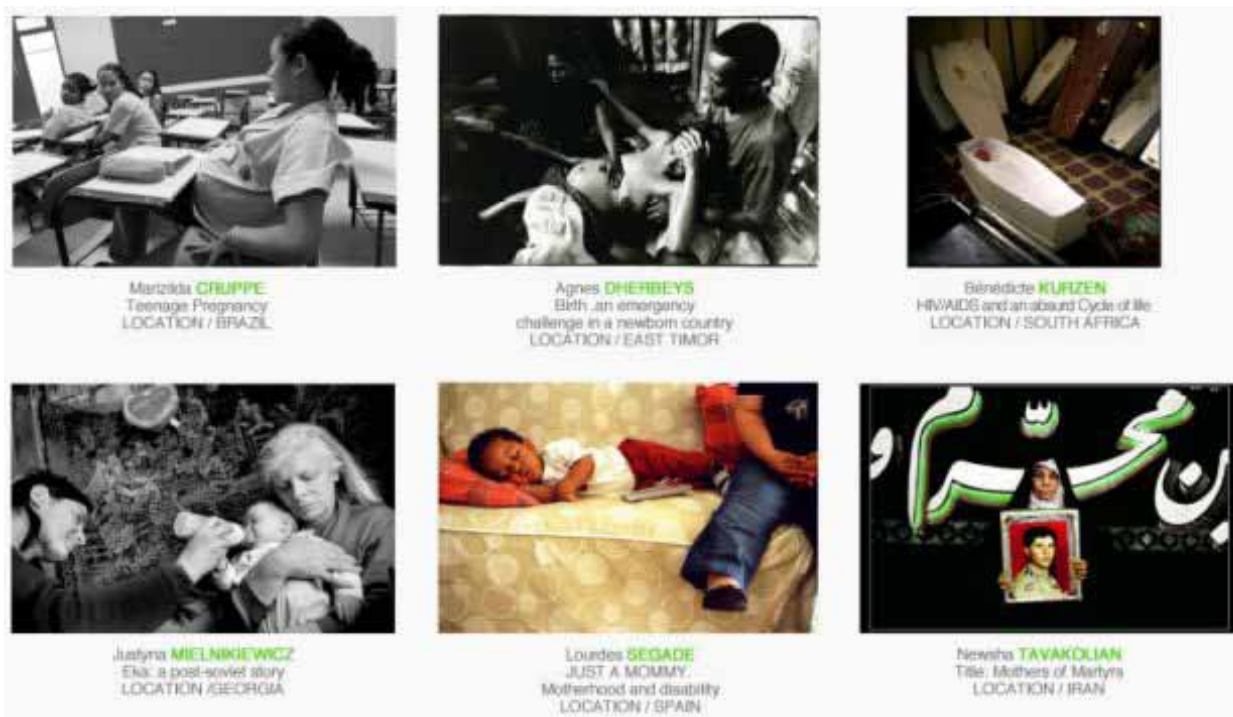 Marizilda CRUPPE
Teenage Pregnancy
LOCATION / BRAZIL
Agnes DHERBEYS
Birth .an emergency
challenge in a newborn country
LOCATION / EAST TIMOR
Bénédicte KURZEN
HIV/AIDS and an absurd Cycle of life
LOCATION / SOUTH AFRICA
Justyna MIELNIKIEWICZ
Eka: a post-soviet story
LOCATION /GEORGIA
Lourdes SEGADE
JUST A MOMMY.
Motherhood and disability
LOCATION / SPAIN
محرم
و
ن
Newsha TAVAKOLIAN
Title: Mothers of Martyrs
LOCATION / IRAN